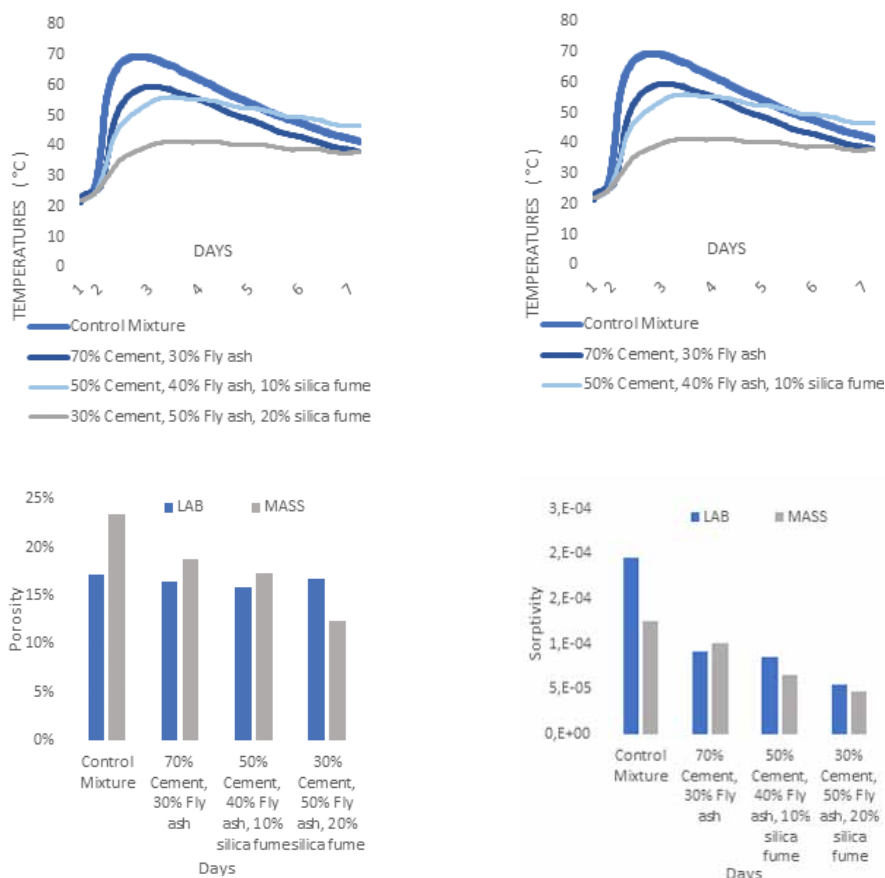 80
70
60
50
40
30
20
10
0
TEMPERATURES ( °C )
DAYS
1 2 3 4 5 6 7
Control Mixture
70% Cement, 30% Fly ash
50% Cement, 40% Fly ash, 10% silica fume
30% Cement, 50% Fly ash, 20% silica fume
80
70
60
50
40
30
20
10
0
TEMPERATURES ( °C )
DAYS
1 2 3 4 5 6 7
Control Mixture
70% Cement, 30% Fly ash
50% Cement, 40% Fly ash, 10% silica fume
25%
20%
15%
10%
5%
0%
Porosity
LAB MASS
Control
Mixture
70%
Cement,
30% Fly
ash
50%
Cement,
40% Fly
ash, 10%
silica fume
30%
Cement,
50% Fly
ash, 20%
silica fume
Days
3,E-04
2,E-04
2,E-04
1,E-04
5,E-05
0,E+00
Sorptivity
LAB MASS
Control
Mixture
70%
Cement,
30% Fly
ash
50%
Cement,
40% Fly
ash, 10%
silica
fume
30%
Cement,
50% Fly
ash, 20%
silica
fume
Days